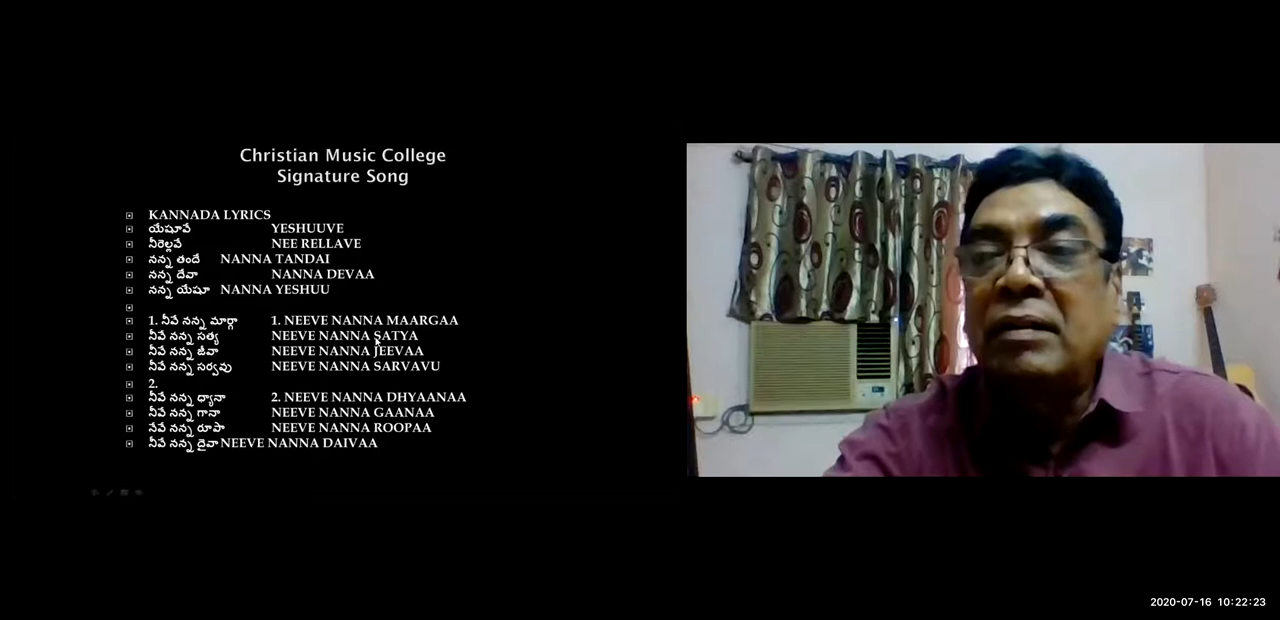 Christian Music College
Signature Song
KANNADA LYRICS
యేషూవే YESHUUVE
నీరెల్లవే NEE RELLAVE
నన్న తందే NANNA TANDAI
నన్న దేవా NANNA DEVAA
నన్న యేషూ NANNA YESHUU
1. నీవే నన్న మార్గా 1. NEEVE NANNA MAARGAA
నీవే నన్న సత్య NEEVE NANNA SATYA
నీవే నన్న జీవా NEEVE NANNA JEEVAA
నీవే నన్న సర్వవు NEEVE NANNA SARVAVU
2.
నీవే నన్న ధ్యానా 2. NEEVE NANNA DHYAANAA
నీవే నన్న గానా NEEVE NANNA GAANAA
నేవే నన్న రూపా NEEVE NANNA ROOPAA
నీవే నన్న దైవా NEEVE NANNA DAIVAA
2020-07-16 10:22:23